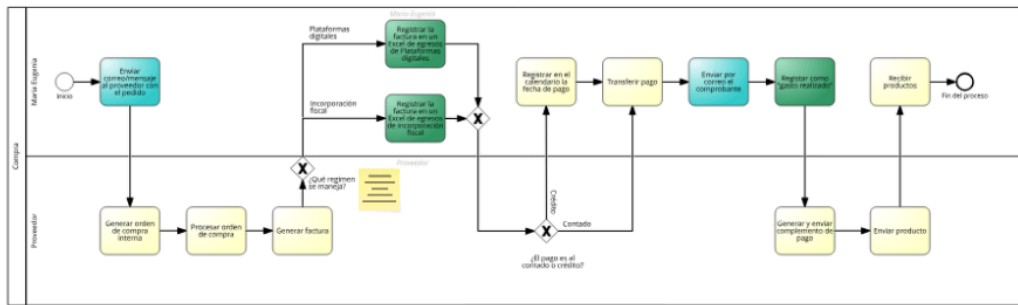 Compra
María Eugenia
María Eugenia
Inicio
Enviar
correo/mensaje
al proveedor con
el pedido
Plataformas
digitales
Registrar la
factura en un
Excel de egresos
de Plataformas
digitales
Incorporación
fiscal
Registrar la
factura en un
Excel de egresos
de incorporación
fiscal
Registrar en el
calendario la
fecha de pago
Transferir pago
Enviar por
correo el
comprobante
Registar como
"gasto realizado"
Recibir
productos
Fin del proceso
Proveedor
Proveedor
Generar orden
de compra
interna
Procesar orden
de compra
Generar factura
¿Qué regimen
se maneja?
Crédito
Contado
¿El pago es al
contado o crédito?
Generar y enviar
complemento de
pago
Enviar producto